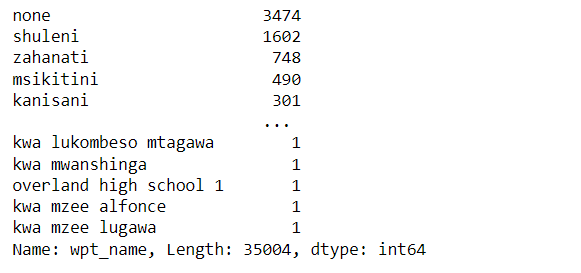 none 3474
shuleni 1602
zahanati 748
msikitini 490
kanisani 301
...
kwa lukombeso mtagawa 1
kwa mwanshinga 1
overland high school 1 1
kwa mzee alfonce 1
kwa mzee lugawa 1
Name: wpt_name, Length: 35004, dtype: int64